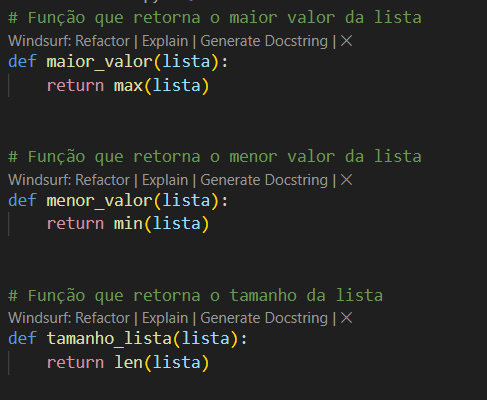 # Função que retorna o maior valor da lista
Windsurf: Refactor | Explain | Generate Docstring | ×
def maior_valor(lista):
    return max(lista)
# Função que retorna o menor valor da lista
Windsurf: Refactor | Explain | Generate Docstring | ×
def menor_valor(lista):
    return min(lista)
# Função que retorna o tamanho da lista
Windsurf: Refactor | Explain | Generate Docstring | ×
def tamanho_lista(lista):
    return len(lista)